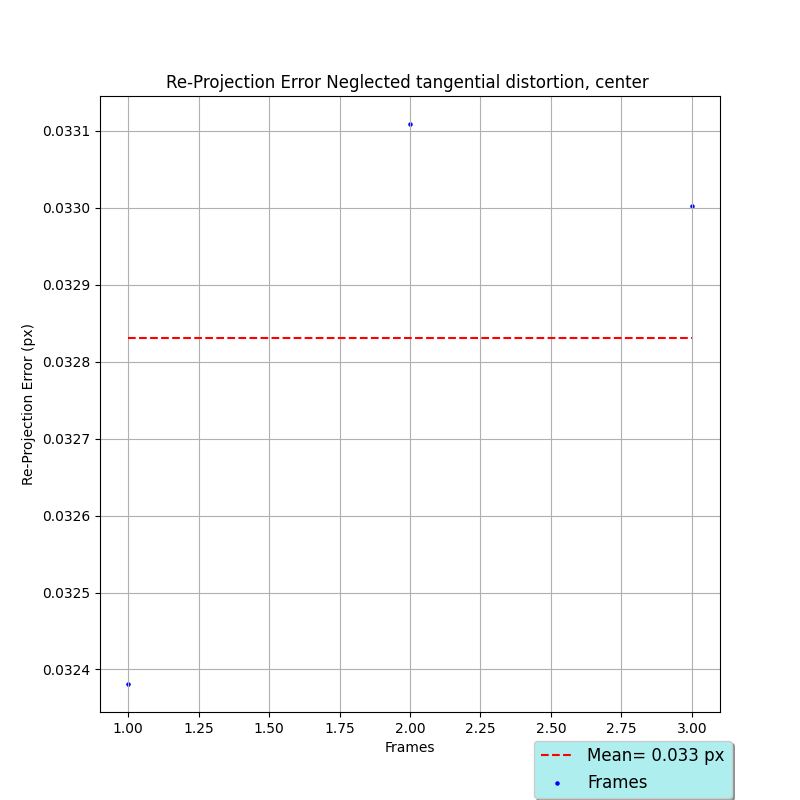 Re-Projection Error Neglected tangential distortion, center
Re-Projection Error (px)
0.0331
0.0330
0.0329
0.0328
0.0327
0.0326
0.0325
0.0324
1.00 1.25 1.50 1.75 2.00 2.25 2.50 2.75 3.00
Frames
Mean= 0.033 px
Frames